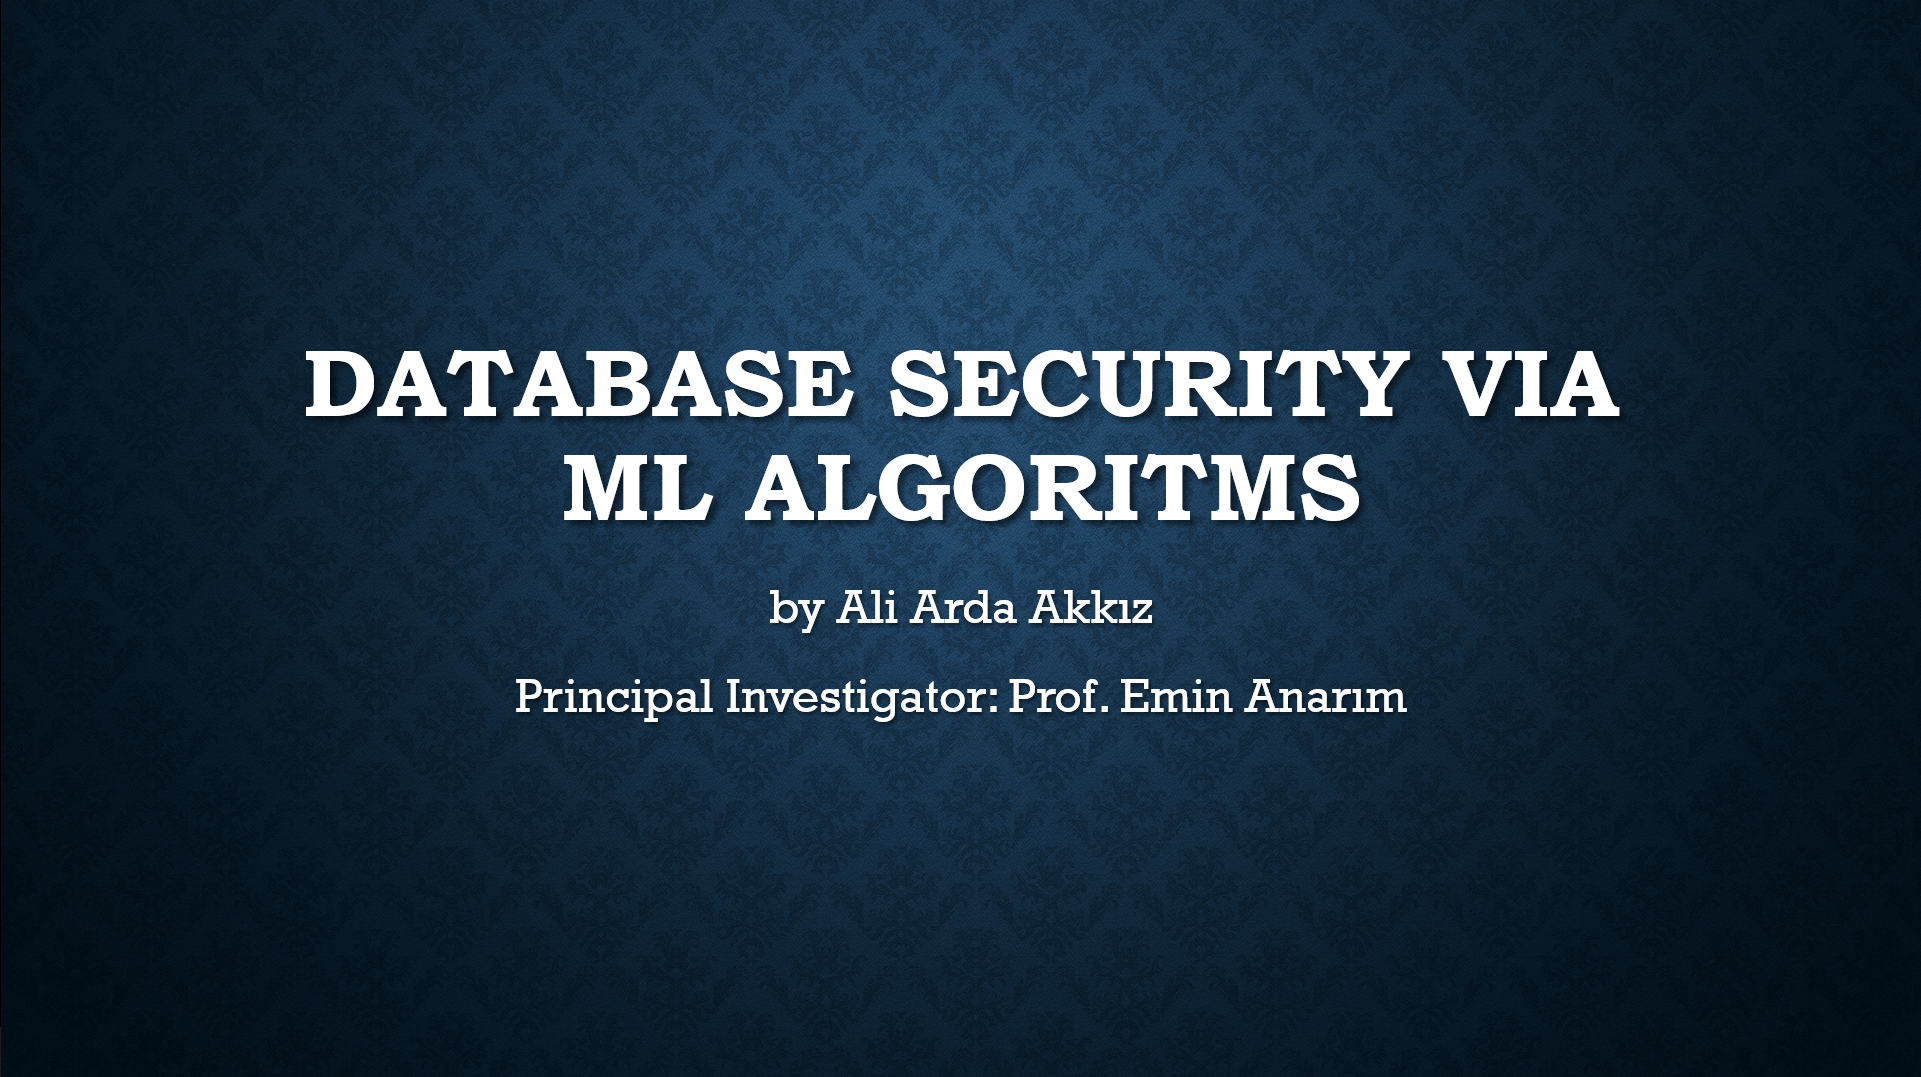 DATABASE SECURITY VIA
ML ALGORITMS
by Ali Arda Akkız
Principal Investigator: Prof. Emin Anarım